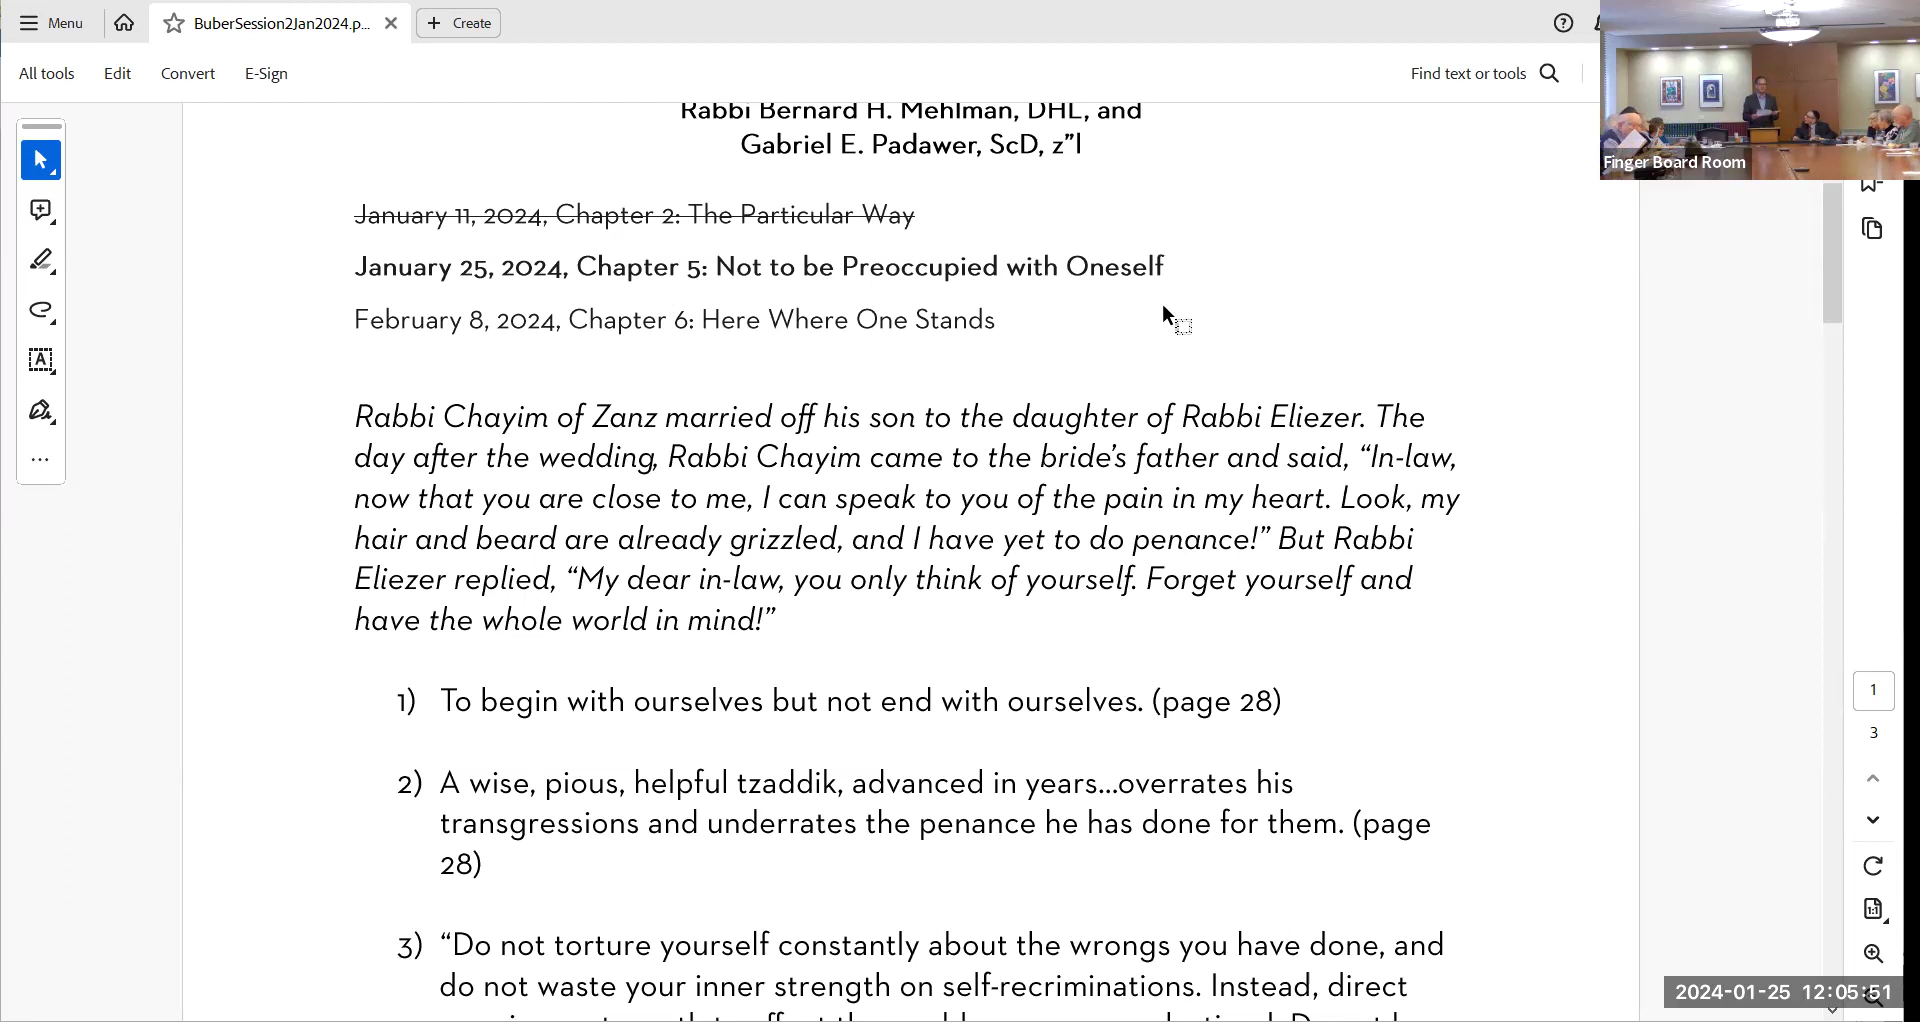 Menu
BuberSession2Jan2024.p...
Create
All tools
Edit
Convert
E-Sign
Find text or tools
Finger Board Room
Rabbi Bernard H. Mehlman, DHL, and
Gabriel E. Padawer, ScD, z”l
January 11, 2024, Chapter 2: The Particular Way
January 25, 2024, Chapter 5: Not to be Preoccupied with Oneself
February 8, 2024, Chapter 6: Here Where One Stands
Rabbi Chayim of Zanz married off his son to the daughter of Rabbi Eliezer. The
day after the wedding, Rabbi Chayim came to the bride’s father and said, “In-law,
now that you are close to me, I can speak to you of the pain in my heart. Look, my
hair and beard are already grizzled, and I have yet to do penance!” But Rabbi
Eliezer replied, “My dear in-law, you only think of yourself. Forget yourself and
have the whole world in mind!”
1) To begin with ourselves but not end with ourselves. (page 28)
2) A wise, pious, helpful tzaddik, advanced in years...overrates his
transgressions and underrates the penance he has done for them. (page
28)
3) “Do not torture yourself constantly about the wrongs you have done, and
do not waste your inner strength on self-recriminations. Instead, direct
1
3
2024-01-25 12:05:51